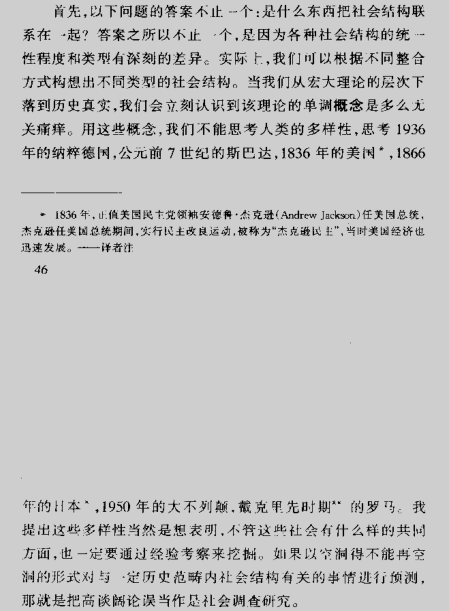 首先,以下问题的答案不止一个:是什么东西把社会结构联
系在一起?答案之所以不止一个,是因为各种社会结构的统一
性程度和类型有深刻的差异。实际上,我们可以根据不同整合
方式构想出不同类型的社会结构。当我们从宏大理论的层次下
落到历史真实,我们会立刻认识到该理论的单调概念是多么无
关痛痒。用这些概念,我们不能思考人类的多样性,思考 1936
年的纳粹德国,公元前 7 世纪的斯巴达,1836 年的美国*,1866
* 1836 年,正值美国民主党领袖安德鲁·杰克逊(Andrew Jackson)任美国总统,
杰克逊任美国总统期间,实行民主改良运动,被称为“杰克逊民主”,当时美国经济也
迅速发展。——译者注
46
年的日本*,1950 年的大不列颠,戴克里先时期** 的罗马。我
提出这些多样性当然是想表明,不管这些社会有什么样的共同
方面,也一定要通过经验考察来挖掘。如果以空洞得不能再空
洞的形式对与一定历史范畴内社会结构有关的事情进行预测,
那就是把高谈阔论误当作是社会调查研究。